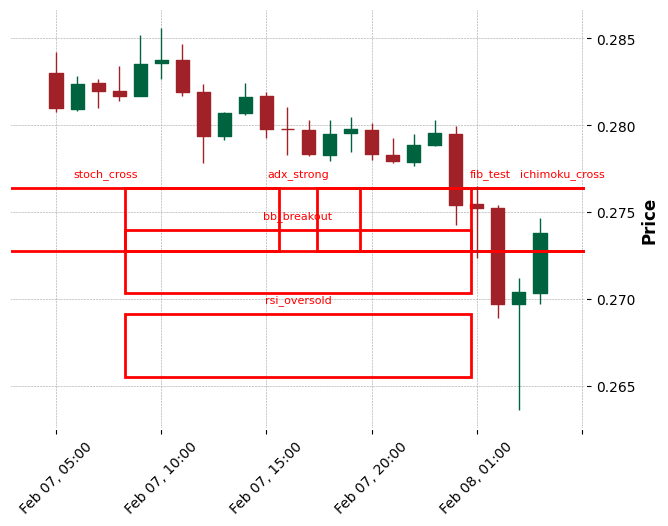 0.285
0.280
stoch_cross adx_strong fib_test ichimoku_cross
0.275
bb_breakout
Price
0.270
rsi_oversold
0.265
Feb 07, 05:00 Feb 07, 10:00 Feb 07, 15:00 Feb 07, 20:00 Feb 08, 01:00